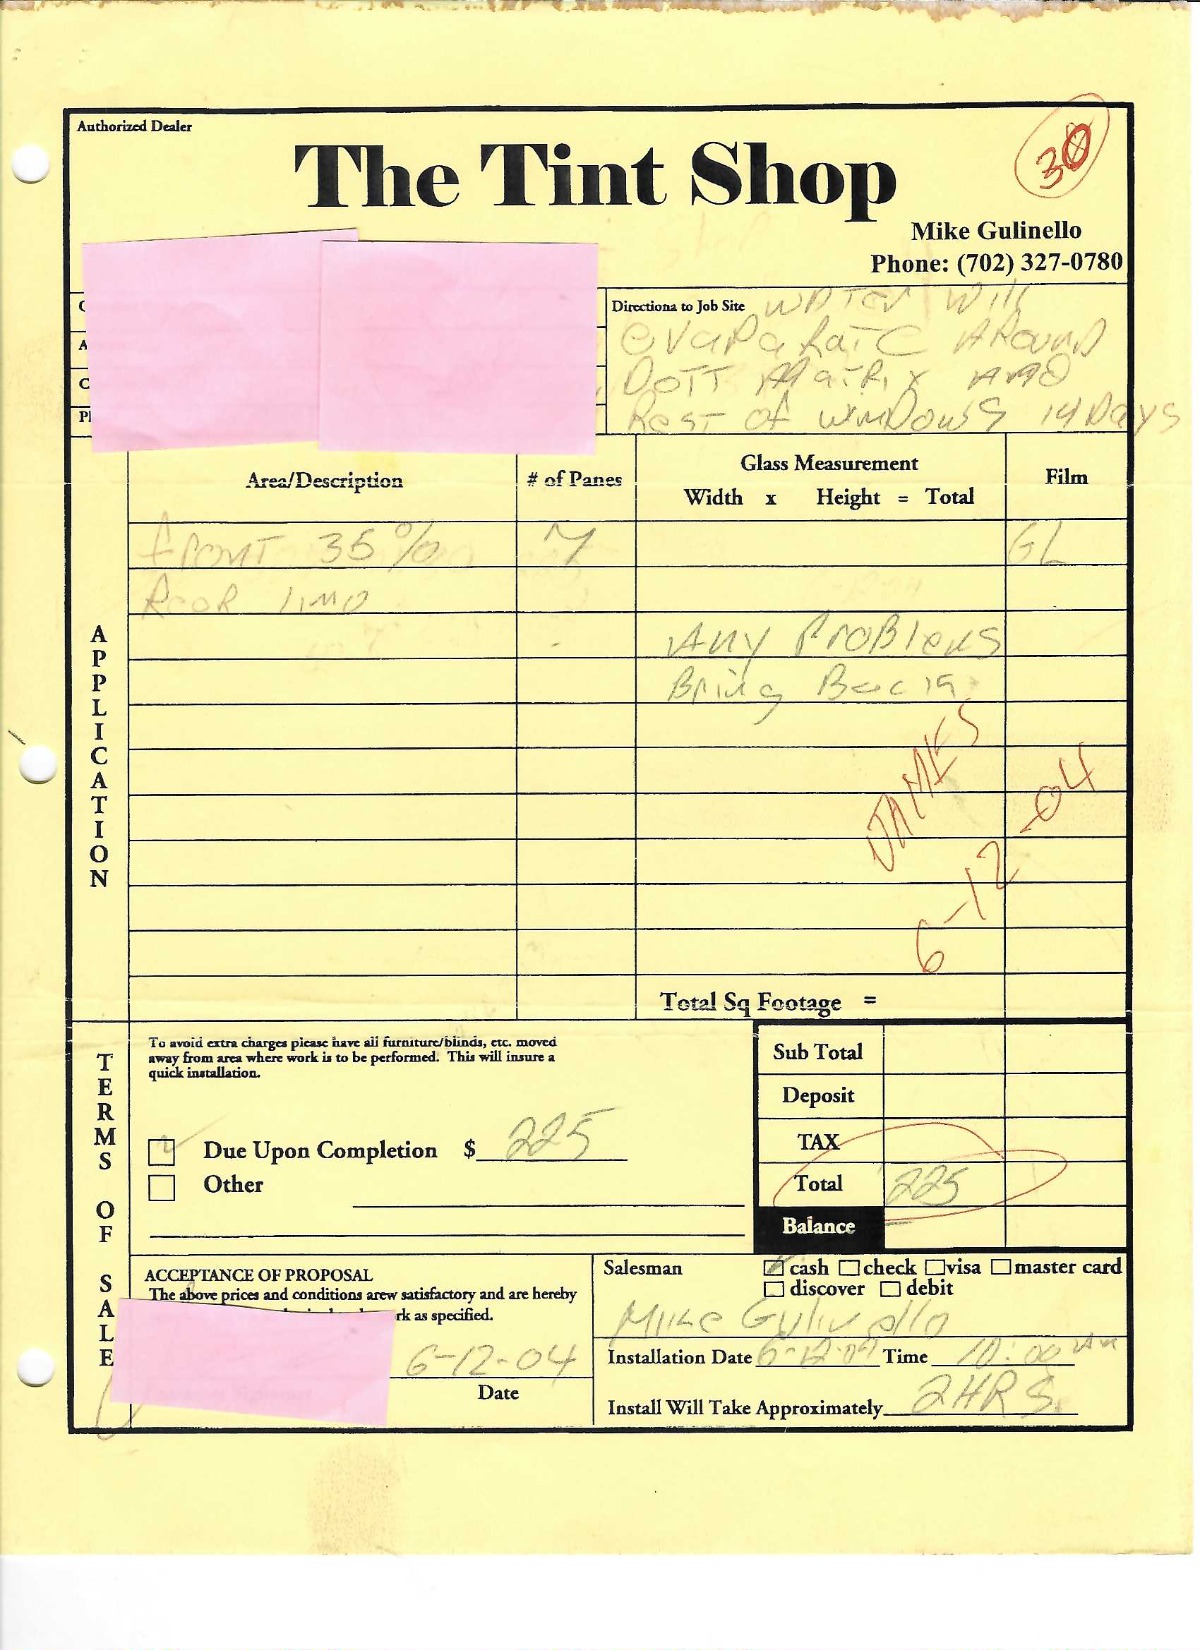 Authorized Dealer
30
The Tint Shop
Mike Gulinello
Phone: (702) 327-0780
C
A
C
Pl
Directions to Job Site WATER Will
evaparatc Around
Dott Matrix AND
Rest of WINDOWS 14 Days
Area/Description
# of Panes
Glass Measurement
Width x Height = Total
Film
APPLICATION
front 35%
GL
Rear limo
Any Problems
Bring Back
JAMES
6-12-04
Total Sq Footage =
TERMS OF SALE
To avoid extra charges please have all furniture/blinds, etc. moved
away from area where work is to be performed. This will insure a
quick installation.
Due Upon Completion $ 225
Other
Sub Total
Deposit
TAX
Total 225
Balance
ACCEPTANCE OF PROPOSAL
The above prices and conditions arew satisfactory and are hereby
rk as specified.
6-12-04
Date
Salesman
cash check visa master card
discover debit
Mike Gulinello
Installation Date 6-12-04 Time 10:00 AM
Install Will Take Approximately 2 HRS.